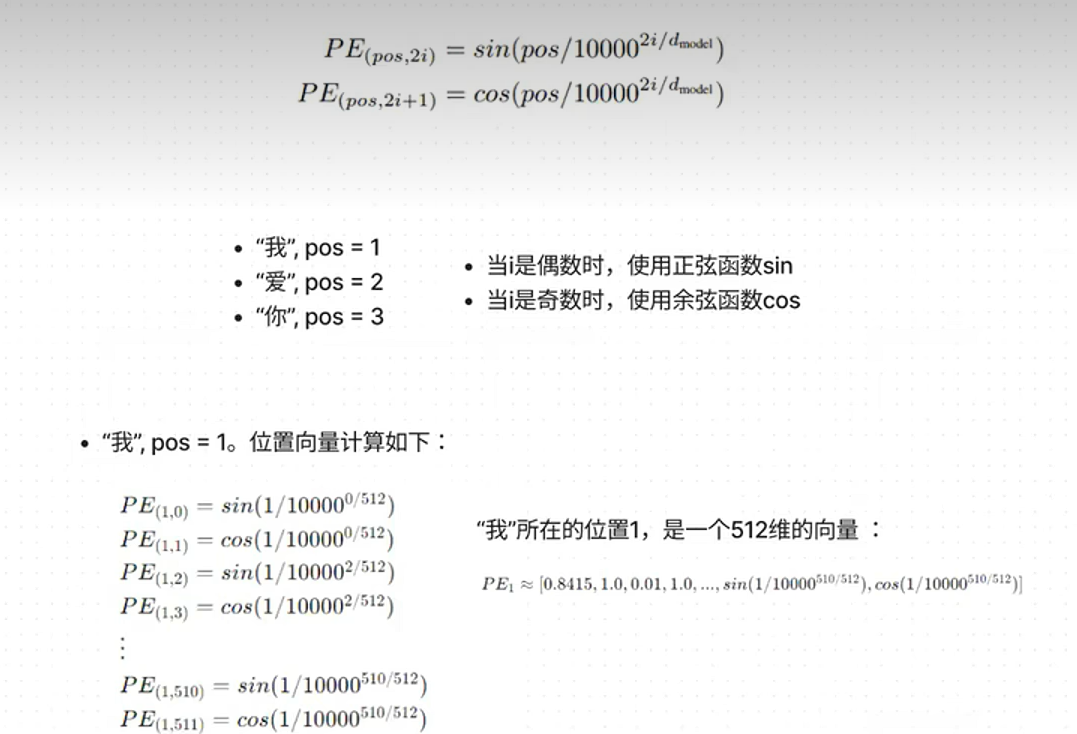 PE_{(pos,2i)} = sin(pos/10000^{2i/d_{model}})
PE_{(pos,2i+1)} = cos(pos/10000^{2i/d_{model}})
• “我”, pos = 1
• “爱”, pos = 2
• “你”, pos = 3
• 当i是偶数时，使用正弦函数sin
• 当i是奇数时，使用余弦函数cos
• “我”, pos = 1。位置向量计算如下：
PE_{(1,0)} = sin(1/10000^{0/512})
PE_{(1,1)} = cos(1/10000^{0/512})
PE_{(1,2)} = sin(1/10000^{2/512})
PE_{(1,3)} = cos(1/10000^{2/512})
⋮
PE_{(1,510)} = sin(1/10000^{510/512})
PE_{(1,511)} = cos(1/10000^{510/512})
“我”所在的位置1，是一个512维的向量 ：
PE_1 ≈ [0.8415, 1.0, 0.01, 1.0, ..., sin(1/10000^{510/512}), cos(1/10000^{510/512})]